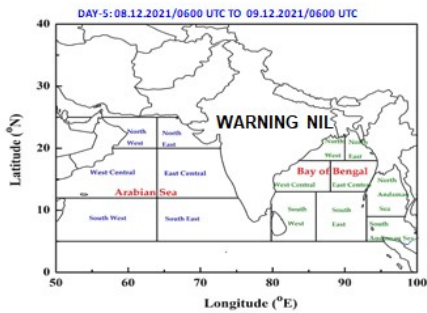 DAY-5: 08.12.2021/0600 UTC TO 09.12.2021/0600 UTC
40
30
20
10
0
Latitude (°N)
WARNING NIL
North West
North East
North West
North East
West Central
East Central
Arabian Sea
Bay of Bengal
West Central
East Central
North Andaman Sea
South West
South East
South West
South East
South Andaman Sea
50 60 70 80 90 100
Longitude (°E)